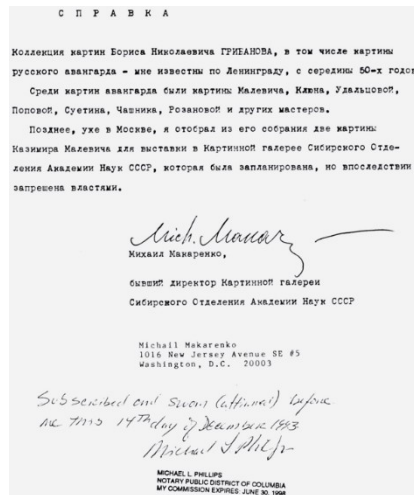 С П Р А В К А
Коллекция картин Бориса Николаевича ГРИБАНОВА, в том числе картины
русского авангарда - мне известны по Ленинграду, с середины 50-х годов
Среди картин авангарда были картины Малевича, Клюна, Удальцовой,
Поповой, Суетина, Чашника, Розановой и других мастеров.
Позднее, уже в Москве, я отобрал из его собрания две картины
Казимира Малевича для выставки в Картинной галерее Сибирского Отде-
ления Академии Наук СССР, которая была запланирована, но впоследствии
запрещена властями.
Mich. Makar
Михаил Макаренко,
бывший директор Картинной галереи
Сибирского Отделения Академии Наук СССР
Michail Makarenko
1016 New Jersey Avenue SE #5
Washington, D.C. 20003
Subscribed and sworn (affirmed) before
me this 14th day of December 1993
Michael L Phillips
MICHAEL L. PHILLIPS
NOTARY PUBLIC DISTRICT OF COLUMBIA
MY COMMISSION EXPIRES: JUNE 30, 1998